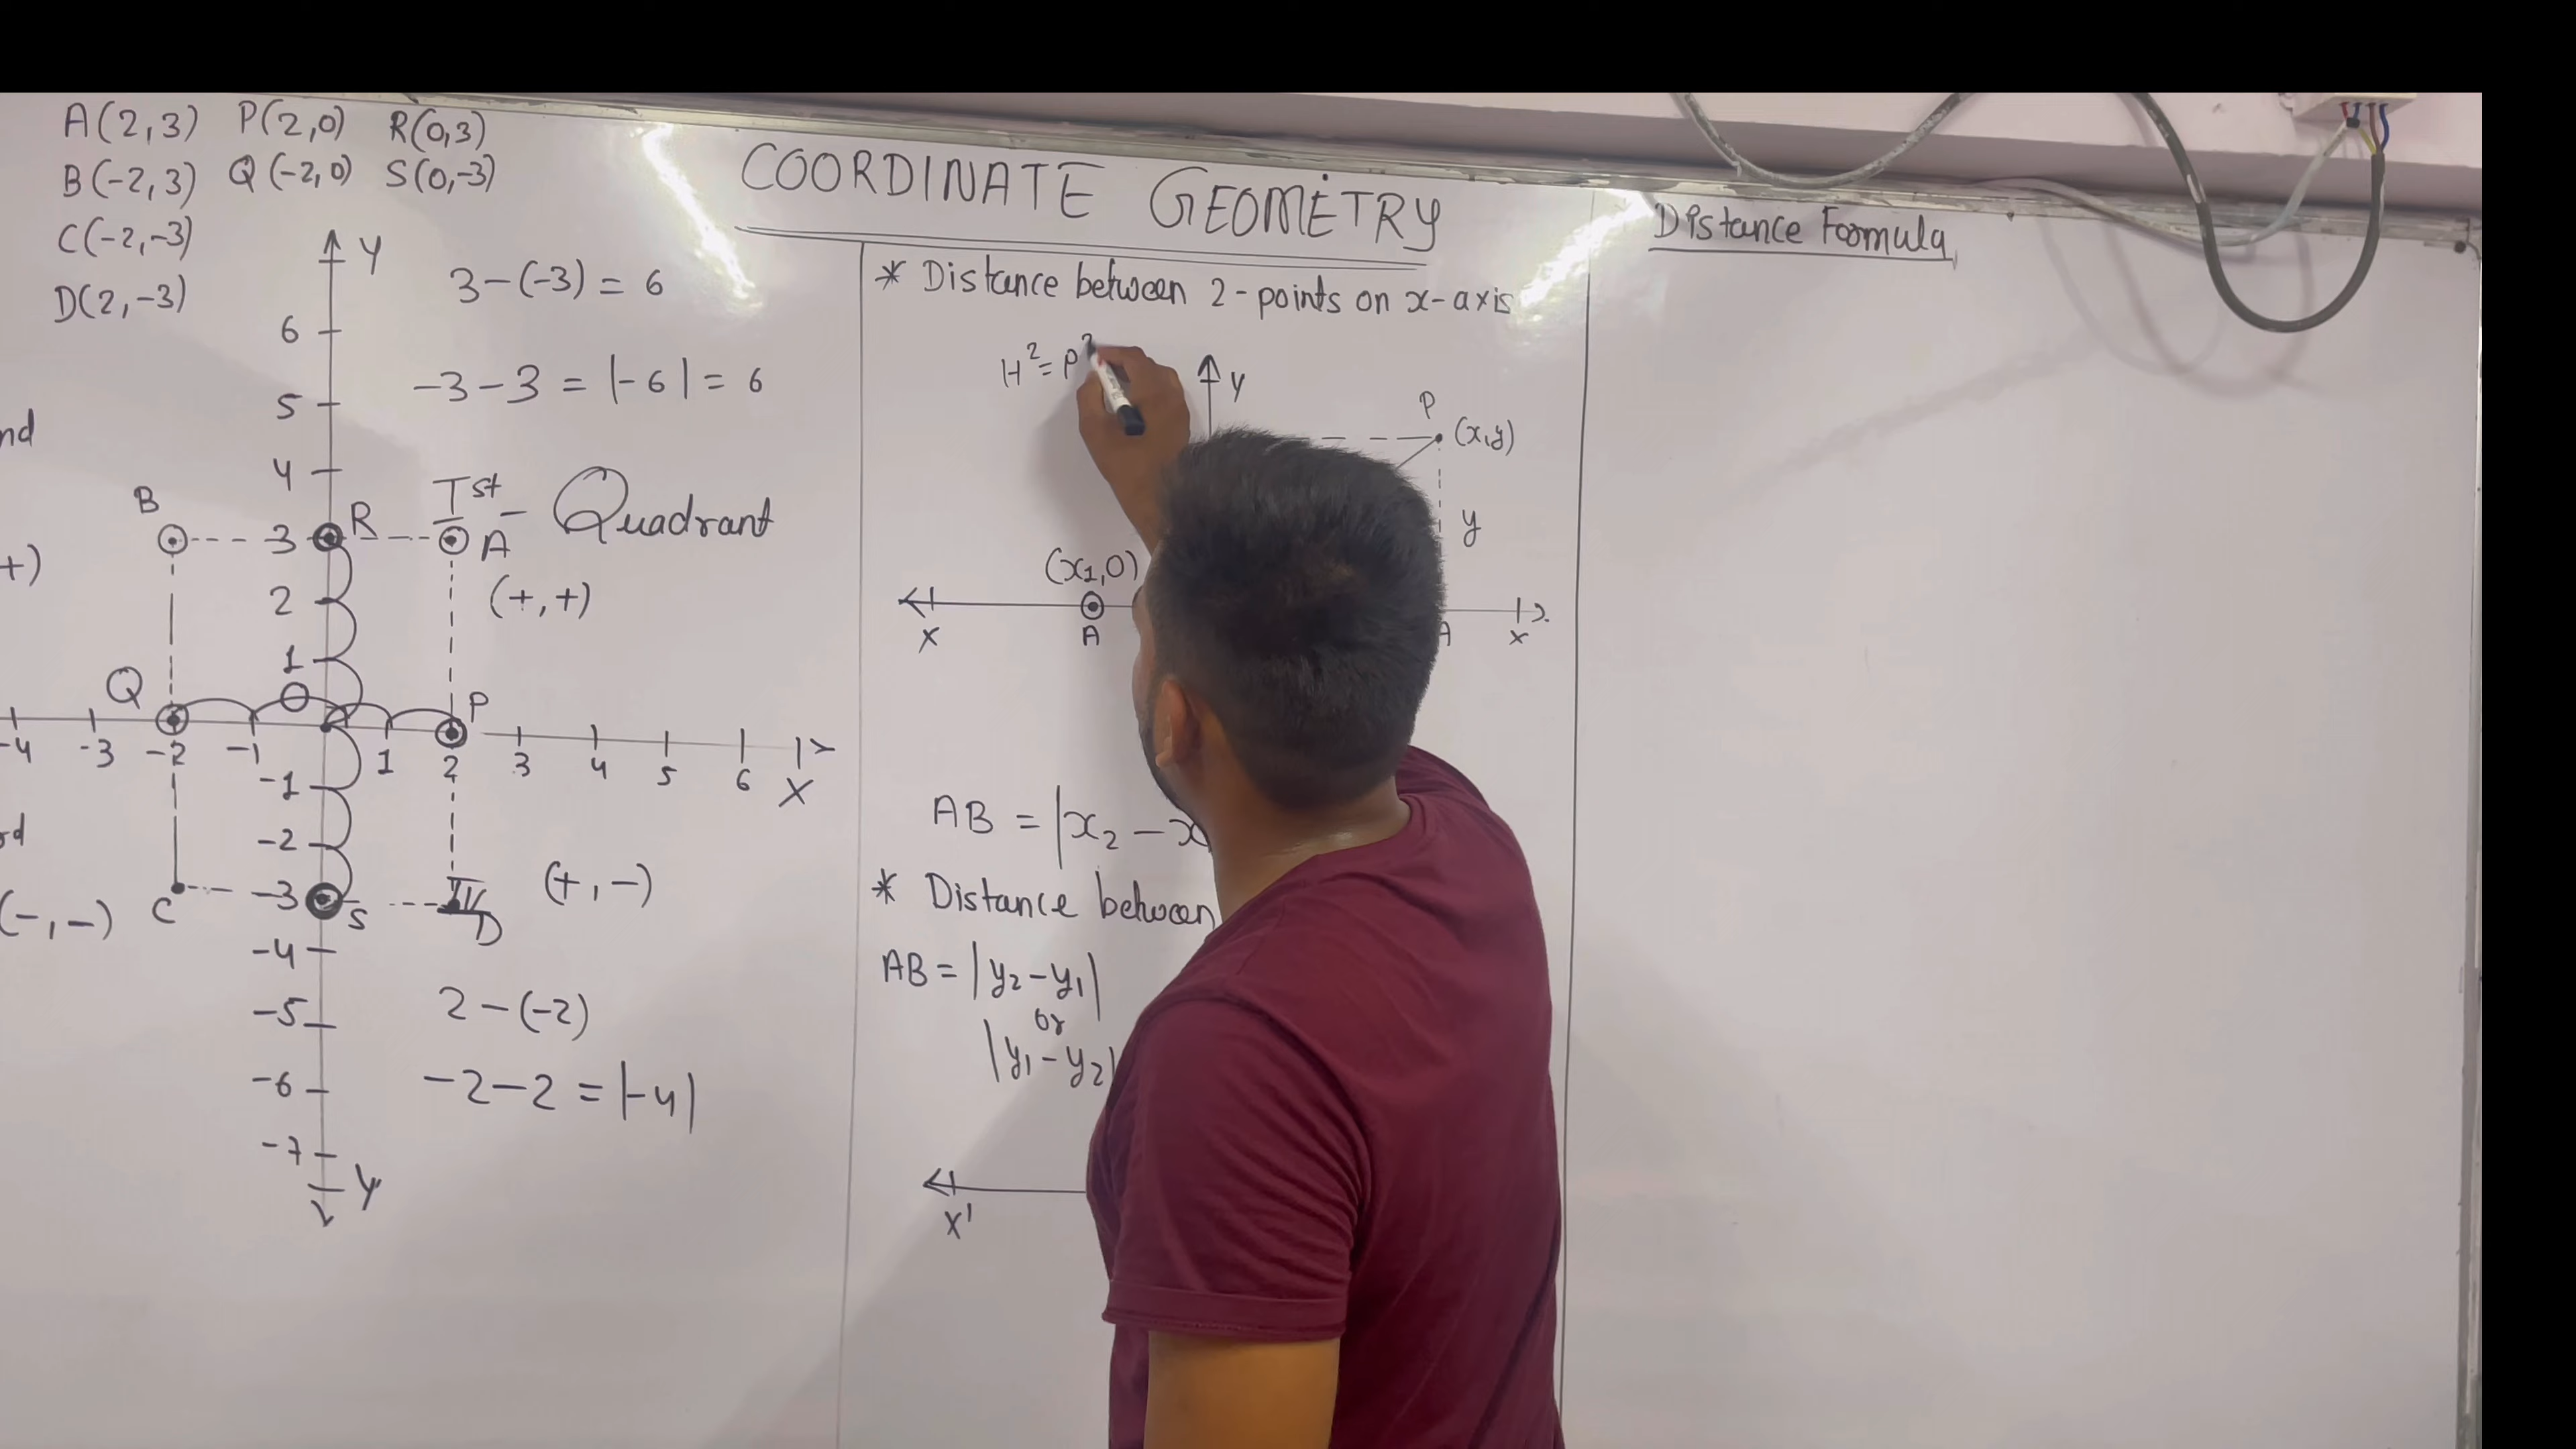 A(2,3) P(2,0) R(0,3)
B(-2,3) Q(-2,0) S(0,-3)
C(-2,-3)
D(2,-3)
Y
3-(-3) = 6
6
-3-3 = |-6| = 6
5
nd
4
B
Ist - Quadrant
3 R A
+)
2 (+,+)
1
Q O P
-4 -3 -2 -1 1 2 3 4 5 6 X
-1
rd
-2
(+,-)
-3 S IV
(-,-) C D
-4
AB = |y2-y1|
or
|y1-y2|
2-(-2)
-5
-6
-2-2 = |-4|
-7
Y'
COORDINATE GEOMETRY
* Distance between 2-points on x-axis
H2 = P2
Y
P
(x,y)
y
(x1,0)
X A A X
AB = |x2 - x
* Distance between
X'
Distance Formula